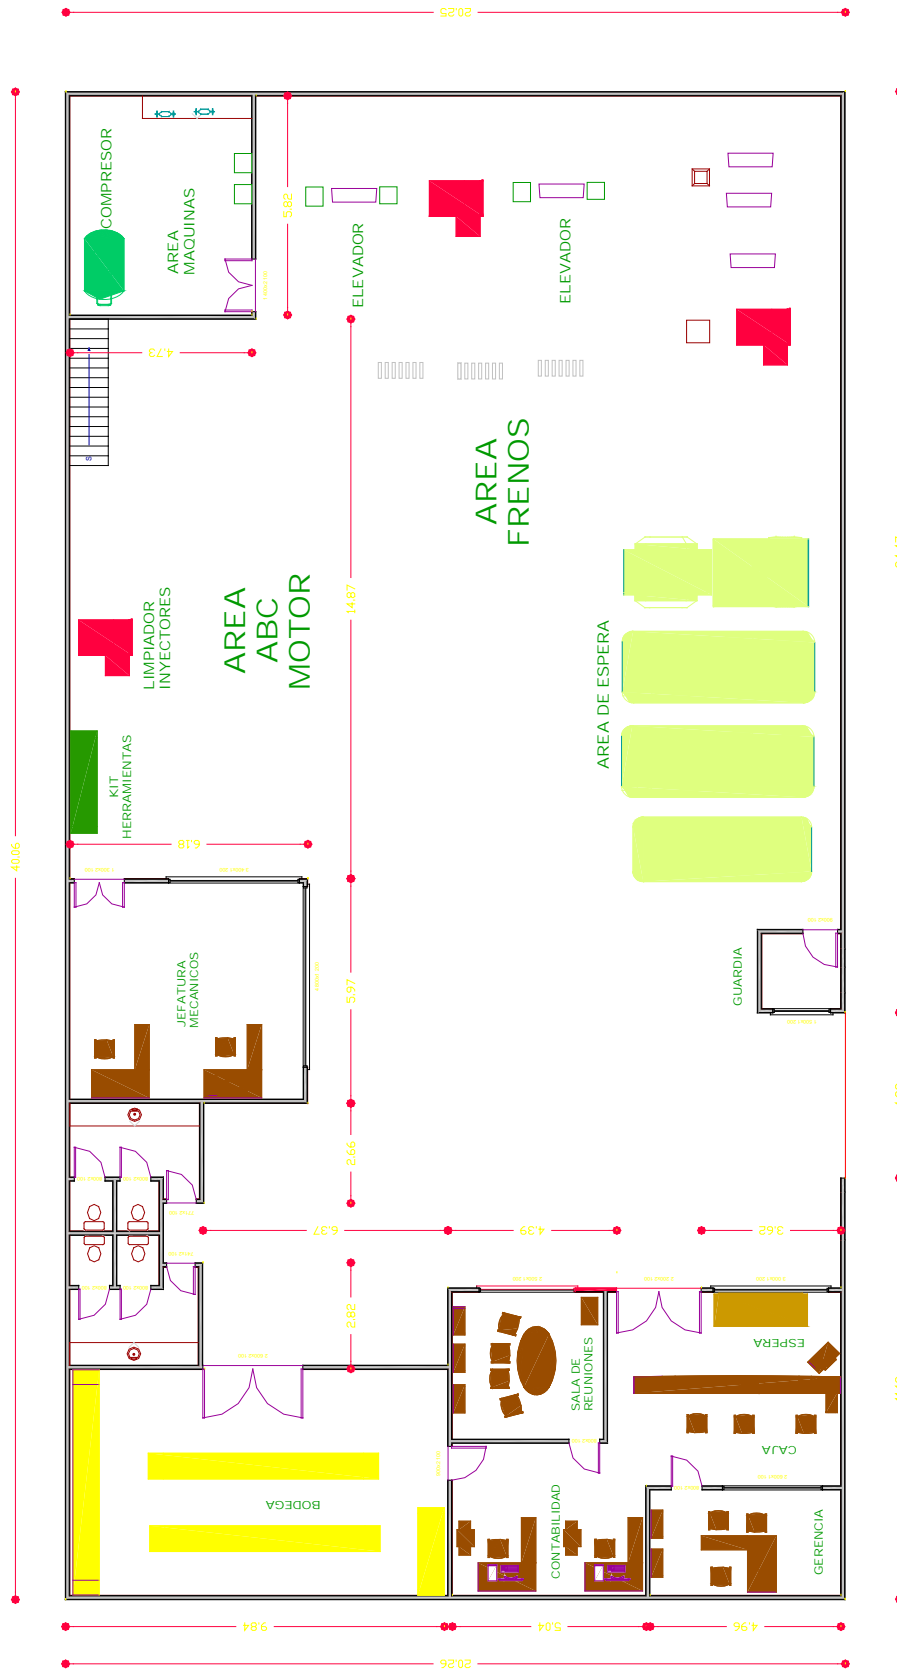 20.25
COMPRESOR
AREA
MAQUINAS
5.82
ELEVADOR
ELEVADOR
4.73
S
AREA
FRENOS
14.87
AREA
ABC
MOTOR
LIMPIADOR
INYECTORES
AREA DE ESPERA
KIT
HERRAMIENTAS
40.06
6.18
JEFATURA
MECANICOS
5.97
GUARDIA
2.66
6.37
4.39
3.62
2.82
SALA DE
REUNIONES
ESPERA
CAJA
BODEGA
CONTABILIDAD
GERENCIA
9.84
5.04
4.96
20.26